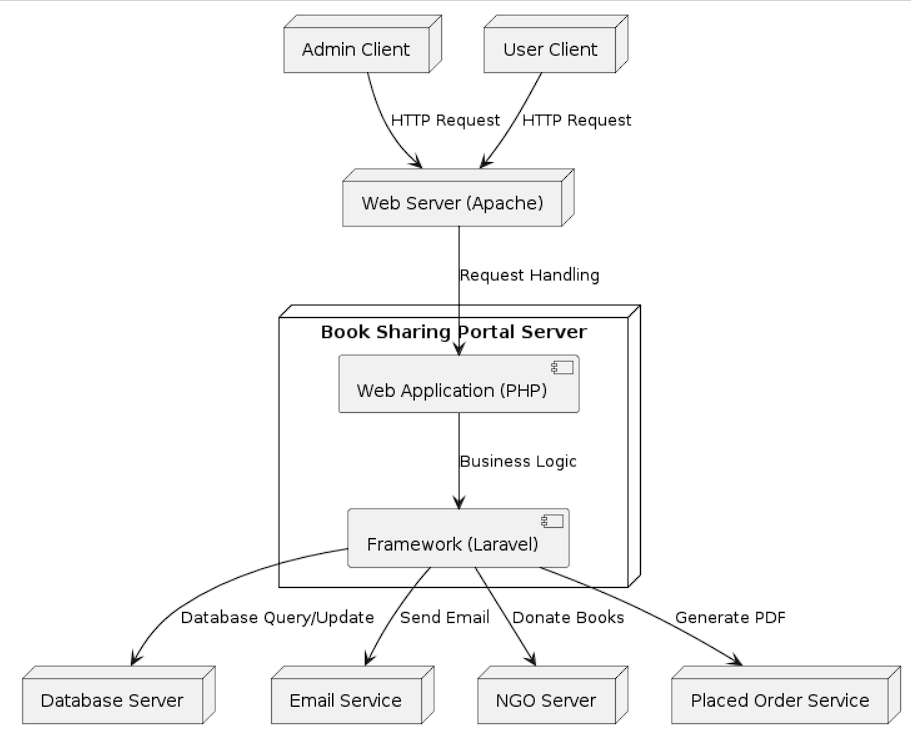 Admin Client
User Client
HTTP Request
HTTP Request
Web Server (Apache)
Request Handling
Book Sharing Portal Server
Web Application (PHP)
Business Logic
Framework (Laravel)
Database Query/Update
Send Email
Donate Books
Generate PDF
Database Server
Email Service
NGO Server
Placed Order Service